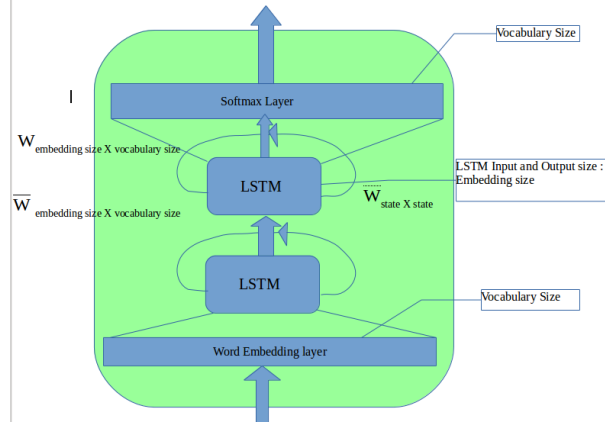 Vocabulary Size
Softmax Layer
l
W embedding size X vocabulary size
LSTM
LSTM Input and Output size :
Embedding size
W̅ embedding size X vocabulary size
W̅ state X state
LSTM
Vocabulary Size
Word Embedding layer